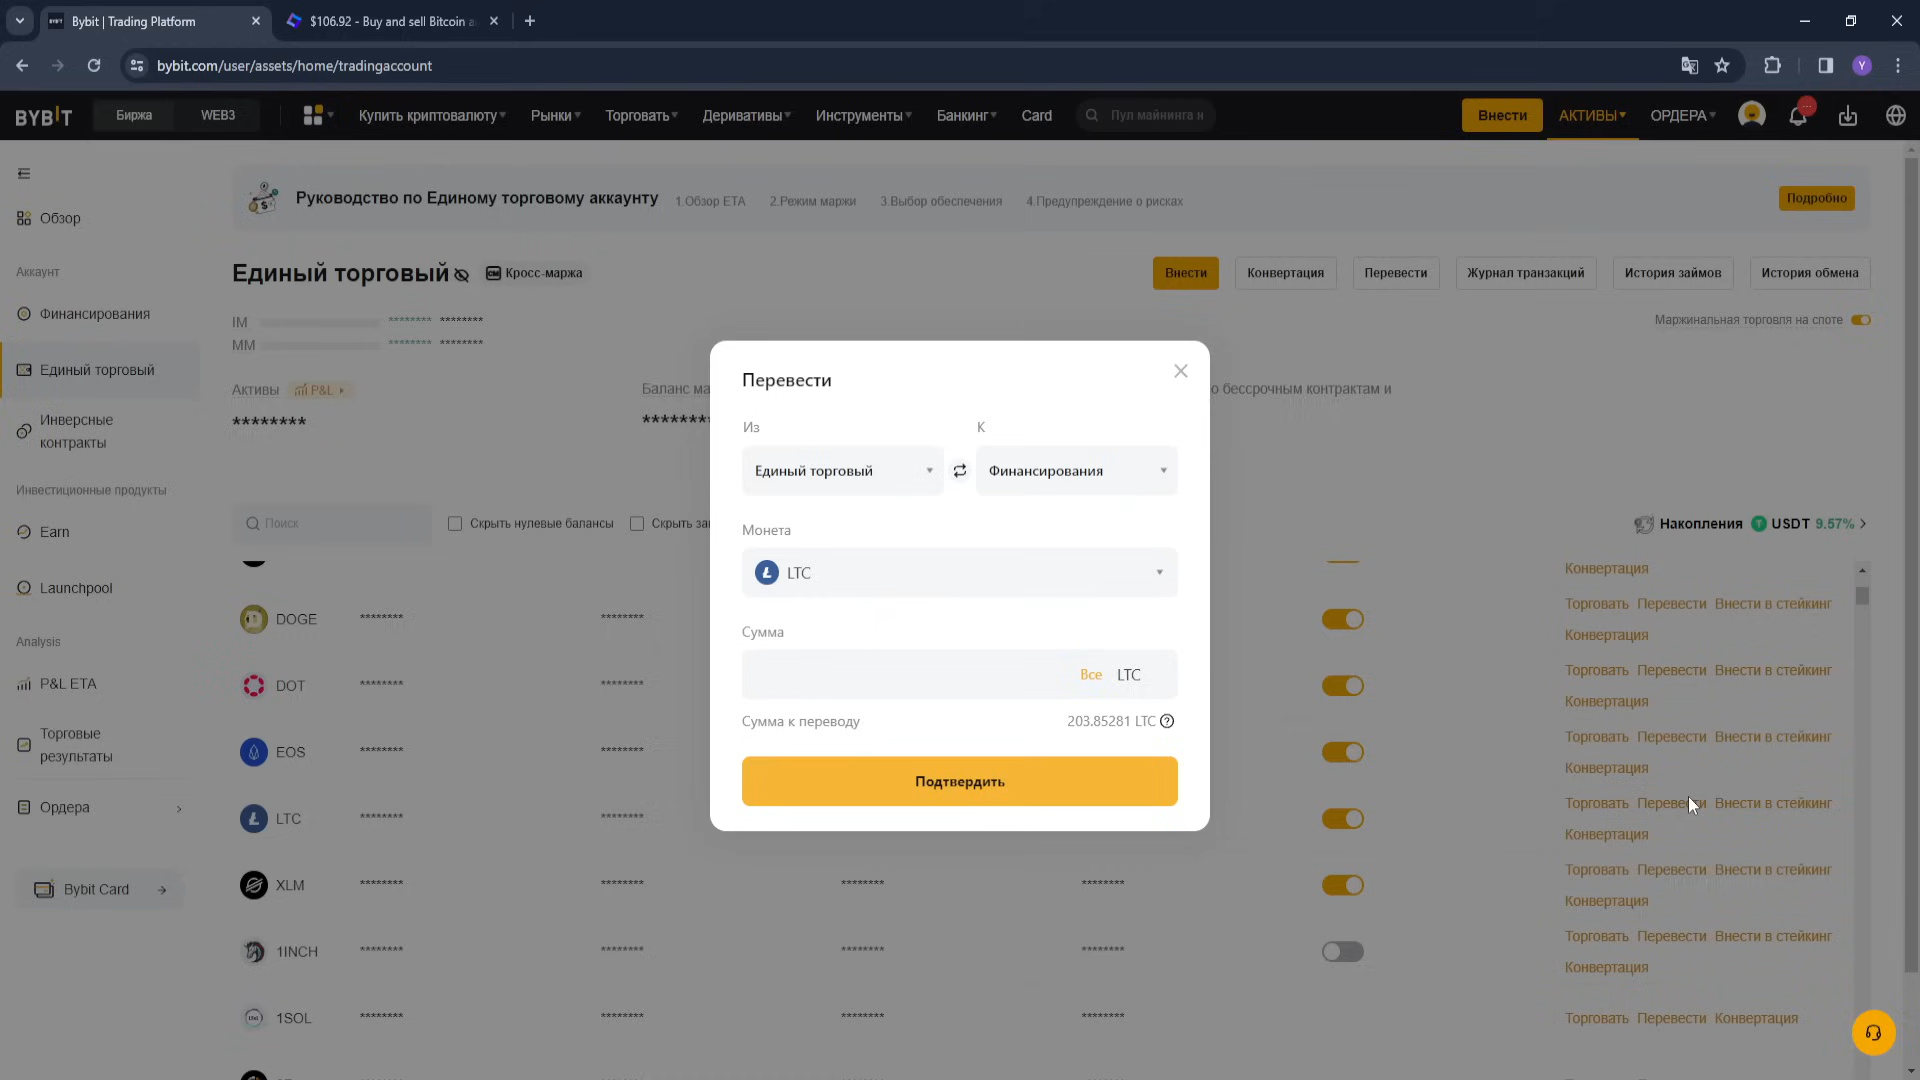 Bybit | Trading Platform
$106.92 - Buy and sell Bitcoin a
bybit.com/user/assets/home/tradingaccount
Y
BYBIT
Биржа
WEB3
Купить криптовалюту
Рынки
Торговать
Деривативы
Инструменты
Банкинг
Card
Пул майнинга н
Внести
АКТИВЫ
ОРДЕРА
Обзор
Аккаунт
Финансирования
Единый торговый
Инверсные
контракты
Инвестиционные продукты
Earn
Launchpool
Analysis
P&L ETA
Торговые
результаты
Ордера
Bybit Card
Руководство по Единому торговому аккаунту
1.Обзор ETA
2.Режим маржи
3.Выбор обеспечения
4.Предупреждение о рисках
Подробно
Единый торговый
CM Кросс-маржа
Внести
Конвертация
Перевести
Журнал транзакций
История займов
История обмена
IM ******** ********
MM ******** ********
Маржинальная торговля на споте
Активы
P&L
********
Баланс ма
о бессрочным контрактам и
Поиск
Скрыть нулевые балансы
Накопления
USDT 9.57%
Конвертация
DOGE ******** ********
Торговать Перевести Внести в стейкинг
Конвертация
DOT ******** ********
Торговать Перевести Внести в стейкинг
Конвертация
EOS ******** ********
Торговать Перевести Внести в стейкинг
Конвертация
LTC ******** ********
Торговать Перевести Внести в стейкинг
Конвертация
XLM ******** ******** ******** ********
Торговать Перевести Внести в стейкинг
Конвертация
1INCH ******** ******** ******** ********
Торговать Перевести Внести в стейкинг
Конвертация
1SOL ******** ******** ******** ********
Торговать Перевести Конвертация
Перевести
Из
К
Единый торговый
Финансирования
Монета
LTC
Сумма
Все LTC
Сумма к переводу
203.85281 LTC
Подтвердить